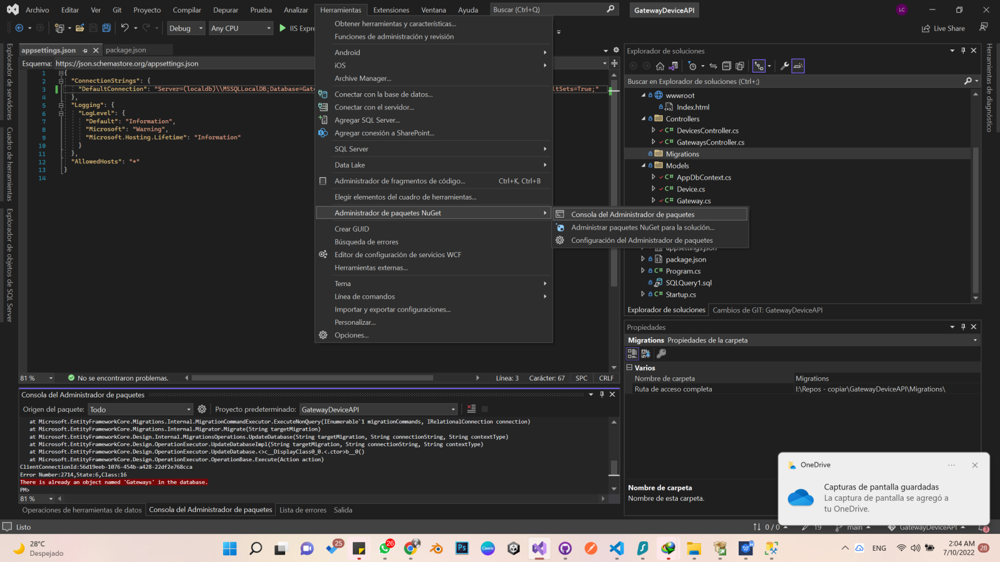 Archivo Editar Ver Git Proyecto Compilar Depurar Prueba Analizar Herramientas Extensiones Ventana Ayuda Buscar (Ctrl+Q) GatewayDeviceAPI LC
Debug Any CPU IIS Expre Live Share
appsettings.json package.json
Esquema: https://json.schemastore.org/appsettings.json
1 {
2 "ConnectionStrings": {
3 "DefaultConnection": "Server=(localdb)\\MSSQLLocalDB;Database=Gate ltSets=True;"
4 },
5 "Logging": {
6 "LogLevel": {
7 "Default": "Information",
8 "Microsoft": "Warning",
9 "Microsoft.Hosting.Lifetime": "Information"
10 }
11 },
12 "AllowedHosts": "*"
13 }
14
Explorador de servidores
Cuadro de herramientas
Explorador de objetos de SQL Server
Obtener herramientas y características...
Funciones de administración y revisión
Android
iOS
Archive Manager...
Conectar con la base de datos...
Conectar con el servidor...
Agregar SQL Server...
Agregar conexión a SharePoint...
SQL Server
Data Lake
Administrador de fragmentos de código... Ctrl+K, Ctrl+B
Elegir elementos del cuadro de herramientas...
Administrador de paquetes NuGet
Crear GUID
Búsqueda de errores
Editor de configuración de servicios WCF
Herramientas externas...
Tema
Línea de comandos
Importar y exportar configuraciones...
Personalizar...
Opciones...
Consola del Administrador de paquetes
Administrar paquetes NuGet para la solución...
Configuración del Administrador de paquetes
Explorador de soluciones
Buscar en Explorador de soluciones (Ctrl+;)
wwwroot
Index.html
Controllers
C# DevicesController.cs
C# GatewaysController.cs
Migrations
Models
C# AppDbContext.cs
C# Device.cs
C# Gateway.cs
appsettings.json
package.json
C# Program.cs
SQLQuery1.sql
C# Startup.cs
Explorador de soluciones Cambios de GIT: GatewayDeviceAPI
Herramientas de diagnóstico
Propiedades
Migrations Propiedades de la carpeta
Varios
Nombre de carpeta Migrations
Ruta de acceso completa I:\Repos - copiar\GatewayDeviceAPI\Migrations\
Nombre de carpeta
Nombre de esta carpeta.
81 % No se encontraron problemas. Línea: 3 Carácter: 67 SPC CRLF
Consola del Administrador de paquetes
Origen del paquete: Todo Proyecto predeterminado: GatewayDeviceAPI
at Microsoft.EntityFrameworkCore.Migrations.Internal.MigrationCommandExecutor.ExecuteNonQuery(IEnumerable`1 migrationCommands, IRelationalConnection connection)
at Microsoft.EntityFrameworkCore.Migrations.Internal.Migrator.Migrate(String targetMigration)
at Microsoft.EntityFrameworkCore.Design.Internal.MigrationsOperations.UpdateDatabase(String targetMigration, String connectionString, String contextType)
at Microsoft.EntityFrameworkCore.Design.OperationExecutor.UpdateDatabaseImpl(String targetMigration, String connectionString, String contextType)
at Microsoft.EntityFrameworkCore.Design.OperationExecutor.UpdateDatabase.<>c__DisplayClass0_0.<.ctor>b__0()
at Microsoft.EntityFrameworkCore.Design.OperationExecutor.OperationBase.Execute(Action action)
ClientConnectionId:56d19eeb-1076-454b-a428-22df2e768cca
Error Number:2714,State:6,Class:16
There is already an object named 'Gateways' in the database.
PM>
81 %
Operaciones de herramientas de datos Consola del Administrador de paquetes Lista de errores Salida
OneDrive
Capturas de pantalla guardadas
La captura de pantalla se agregó a
tu OneDrive.
Listo 0 / 0 19 main GatewayDeviceAPI 3
28°C
Despejado
25 26 Ps Canva
ENG 2:04 AM
7/10/2022 28